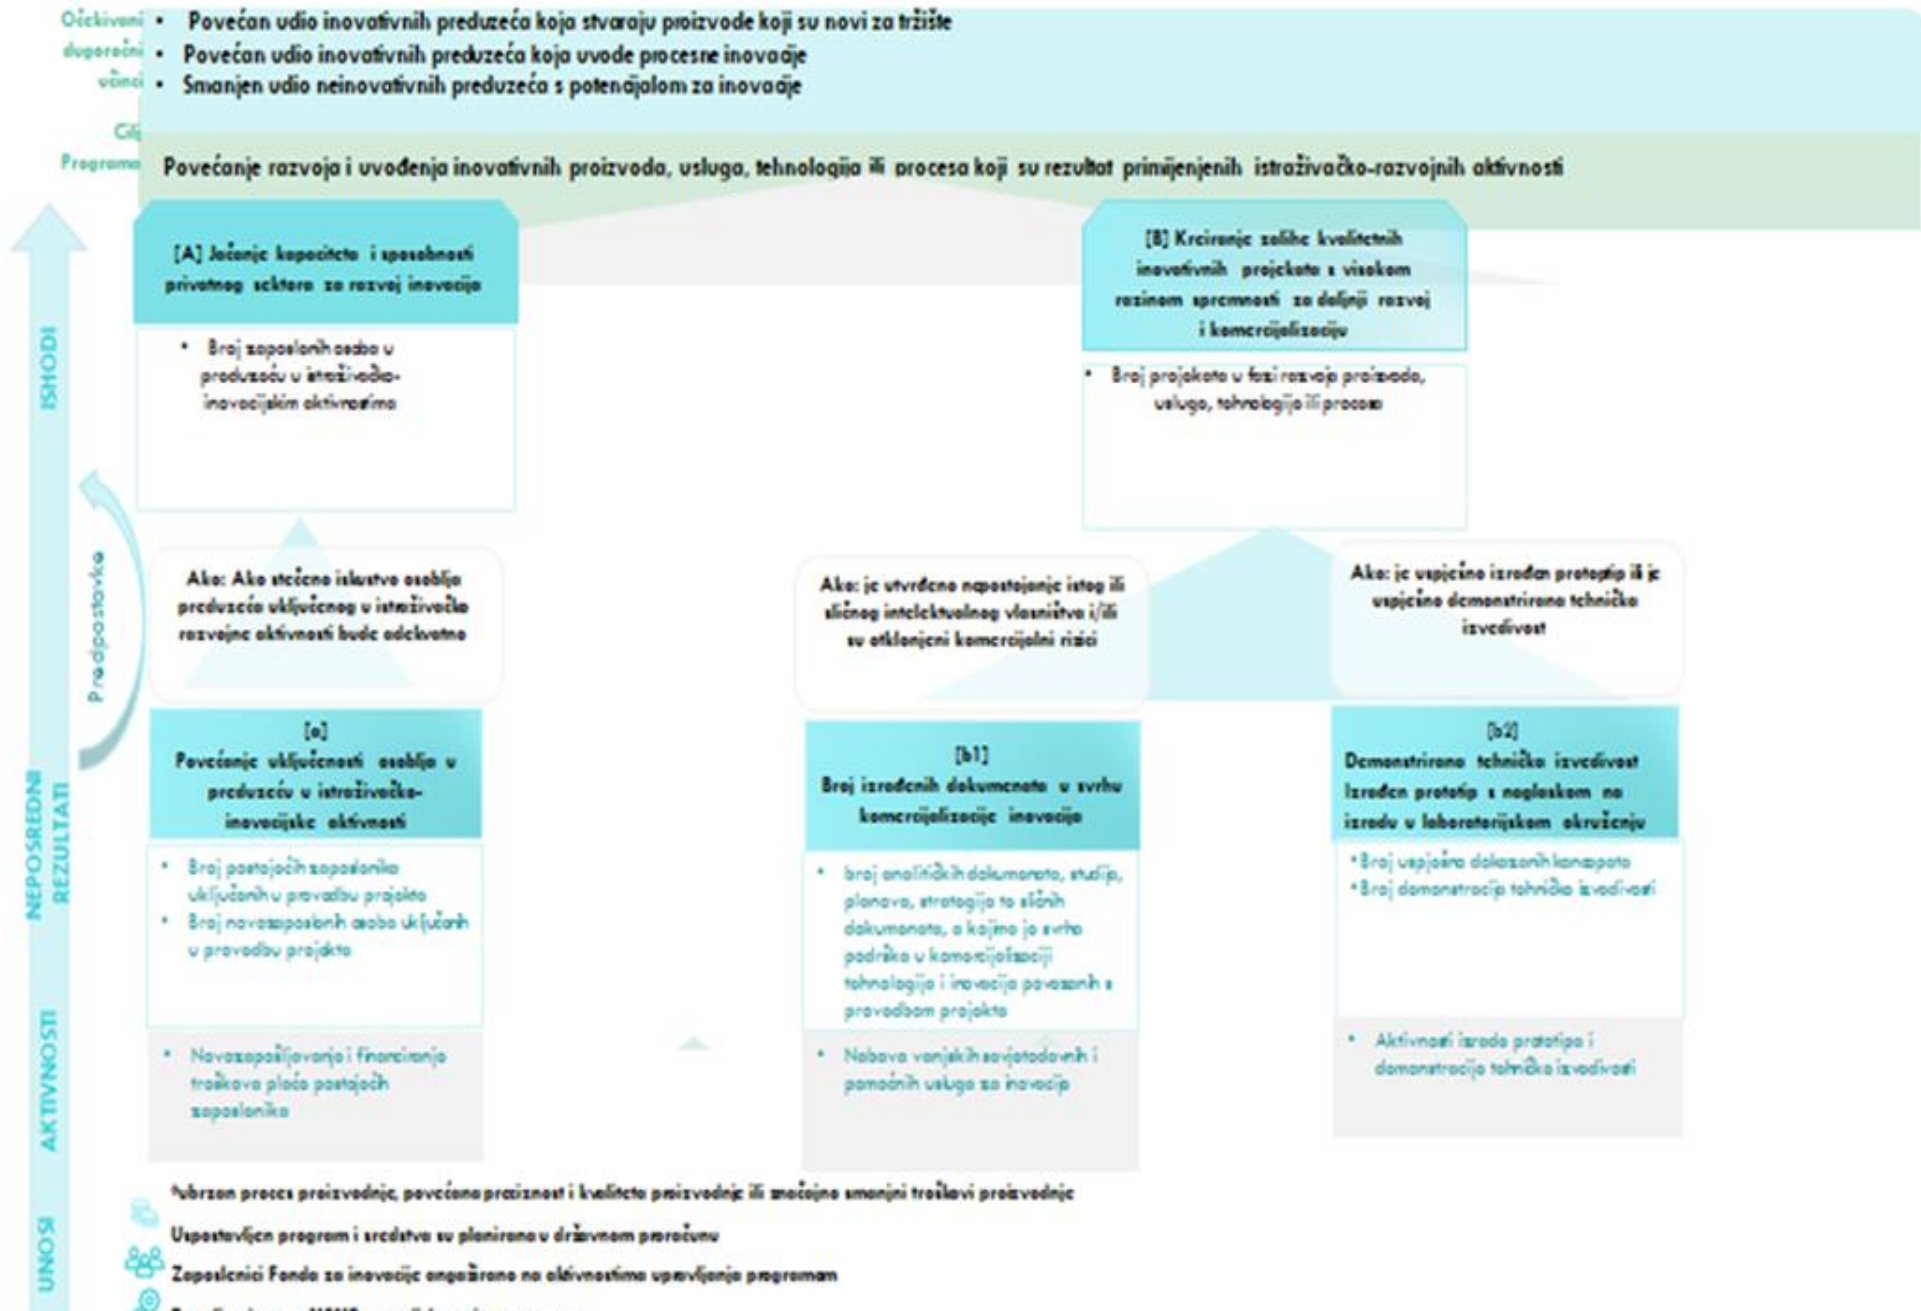 Očekivani
dugoročni
učinci
• Povećan udio inovativnih preduzeća koja stvaraju proizvode koji su novi za tržište
• Povećan udio inovativnih preduzeća koja uvode procesne inovacije
• Smanjen udio neinovativnih preduzeća s potencijalom za inovacije
Cilj
Programa
Povećanje razvoja i uvođenja inovativnih proizvoda, usluga, tehnologija ili procesa koji su rezultat primijenjenih istraživačko-razvojnih aktivnosti
ISHODI
[A] Jačanje kapaciteta i sposobnosti
privatnog sektora za razvoj inovacija
• Broj zaposlenih osoba u
preduzeću u istraživačko-
inovacijskim aktivnostima
[B] Kreiranje zalihe kvalitetnih
inovativnih projekata s visokom
razinom spremnosti za daljnji razvoj
i komercijalizaciju
• Broj projekata u fazi razvoja proizvoda,
usluga, tehnologija ili procesa
Predpostavke
Ako: Ako stečeno iskustvo osoblja
preduzeća uključenog u istraživačko
razvojne aktivnosti bude adekvatno
Ako: je utvrđeno nepostojanje istog ili
sličnog intelektualnog vlasništva i/ili
su otklonjeni komercijalni rizici
Ako: je uspješno izrađen prototip ili je
uspješno demonstrirana tehnička
izvedivost
NEPOSREDNI
REZULTATI
[a]
Povećanje uključenosti osoblja u
preduzeću u istraživačko-
inovacijske aktivnosti
• Broj postojećih zaposlenika
uključenih u provedbu projekta
• Broj novozaposlenih osoba uključenih
u provedbu projekta
[b1]
Broj izrađenih dokumenata u svrhu
komercijalizacije inovacija
• broj analitičkih dokumenata, studija,
planova, strategija te sličnih
dokumenata, a kojima je svrha
podrška u komercijalizaciji
tehnologija i inovacija povezanih s
provedbom projekta
[b2]
Demonstrirana tehnička izvedivost
Izrađen prototip s naglaskom na
izradu u laboratorijskom okruženju
• Broj uspješno dokazanih koncepata
• Broj demonstracija tehničke izvedivosti
AKTIVNOSTI
• Novozapošljavanje i financiranje
troškova plaća postojećih
zaposlenika
• Nabava vanjskih savjetodavnih i
pomoćnih usluga za inovacije
• Aktivnosti izrade prototipa i
demonstracije tehničke izvedivosti
UNOSI
*ubrzan proces proizvodnje, povećana preciznost i kvaliteta proizvodnje ili značajno smanjni troškovi proizvodnje
Uspostavljen program i sredstva su planirana u državnom proračunu
Zaposlenici Fonda za inovacije angažirano na aktivnostima upravljanja programom